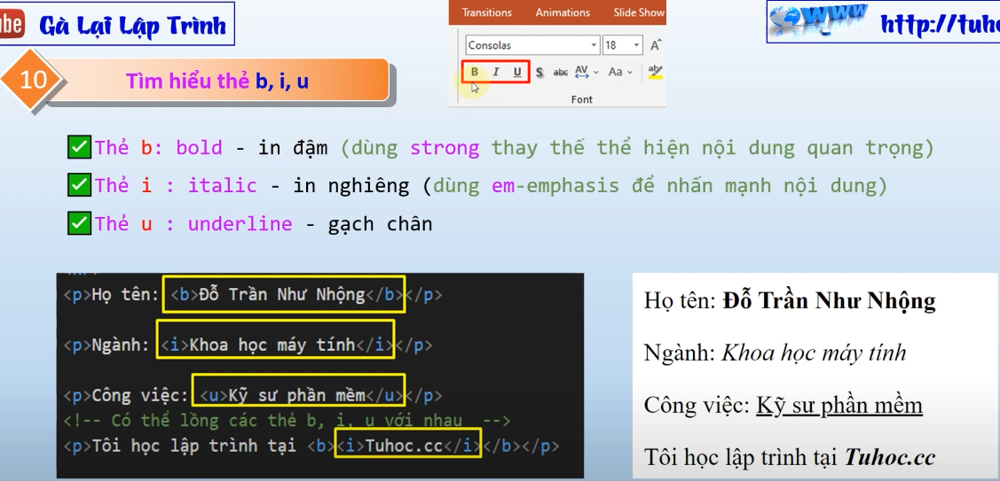 Gà Lại Lập Trình
Transitions Animations Slide Show
WWW
Consolas 18 A
B I U S abc AV Aa
Font
10 Tìm hiểu thẻ b, i, u
Thẻ b: bold - in đậm (dùng strong thay thế thể hiện nội dung quan trọng)
Thẻ i : italic - in nghiêng (dùng em-emphasis để nhấn mạnh nội dung)
Thẻ u : underline - gạch chân
<p>Họ tên: <b>Đỗ Trần Như Nhộng</b></p>
<p>Ngành: <i>Khoa học máy tính</i></p>
<p>Công việc: <u>Kỹ sư phần mềm</u></p>
<!-- Có thể lồng các thẻ b, i, u với nhau -->
<p>Tôi học lập trình tại <b><i>Tuhoc.cc</i></b></p>
Họ tên: Đỗ Trần Như Nhộng
Ngành: Khoa học máy tính
Công việc: Kỹ sư phần mềm
Tôi học lập trình tại Tuhoc.cc